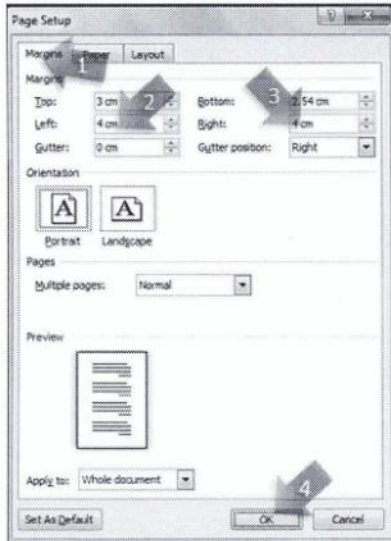 Page Setup
Margins Paper Layout
1
Margins
Top: 3 cm Bottom: 2.54 cm
2 3
Left: 4 cm Right: 4 cm
Gutter: 0 cm Gutter position: Right
Orientation
A A
Portrait Landscape
Pages
Multiple pages: Normal
Preview
Apply to: Whole document
4
Set As Default OK Cancel